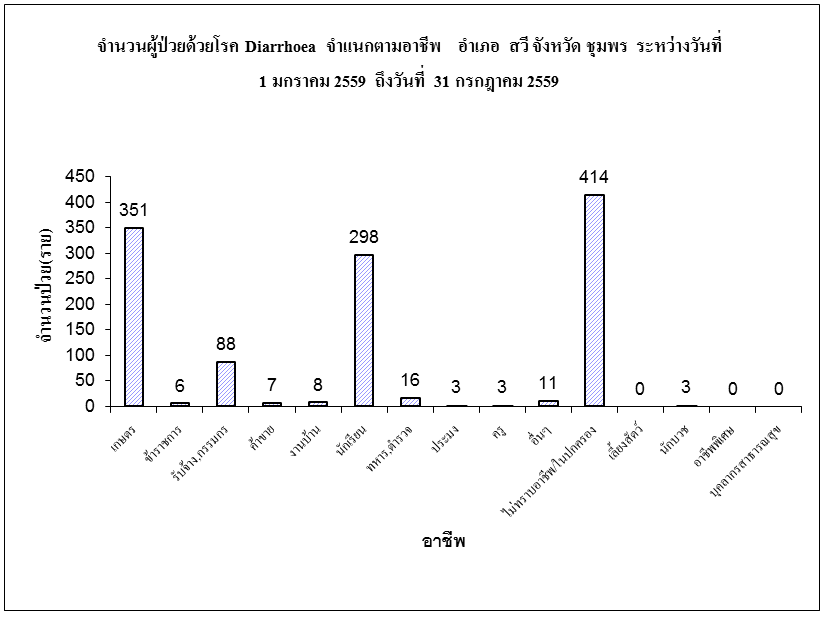 จำนวนผู้ป่วยด้วยโรค Diarrhoea จำแนกตามอาชีพ อำเภอ สวี จังหวัด ชุมพร ระหว่างวันที่
1 มกราคม 2559 ถึงวันที่ 31 กรกฎาคม 2559
จำนวนป่วย(ราย)
450
400
350
300
250
200
150
100
50
0
351
6
88
7
8
298
16
3
3
11
414
0
3
0
0
เกษตร
ข้าราชการ
รับจ้าง,กรรมกร
ค้าขาย
งานบ้าน
นักเรียน
ทหาร,ตำรวจ
ประมง
ครู
อื่นๆ
ไม่ทราบอาชีพ/ในปกครอง
เลี้ยงสัตว์
นักบวช
อาชีพพิเศษ
บุคลากรสาธารณสุข
อาชีพ